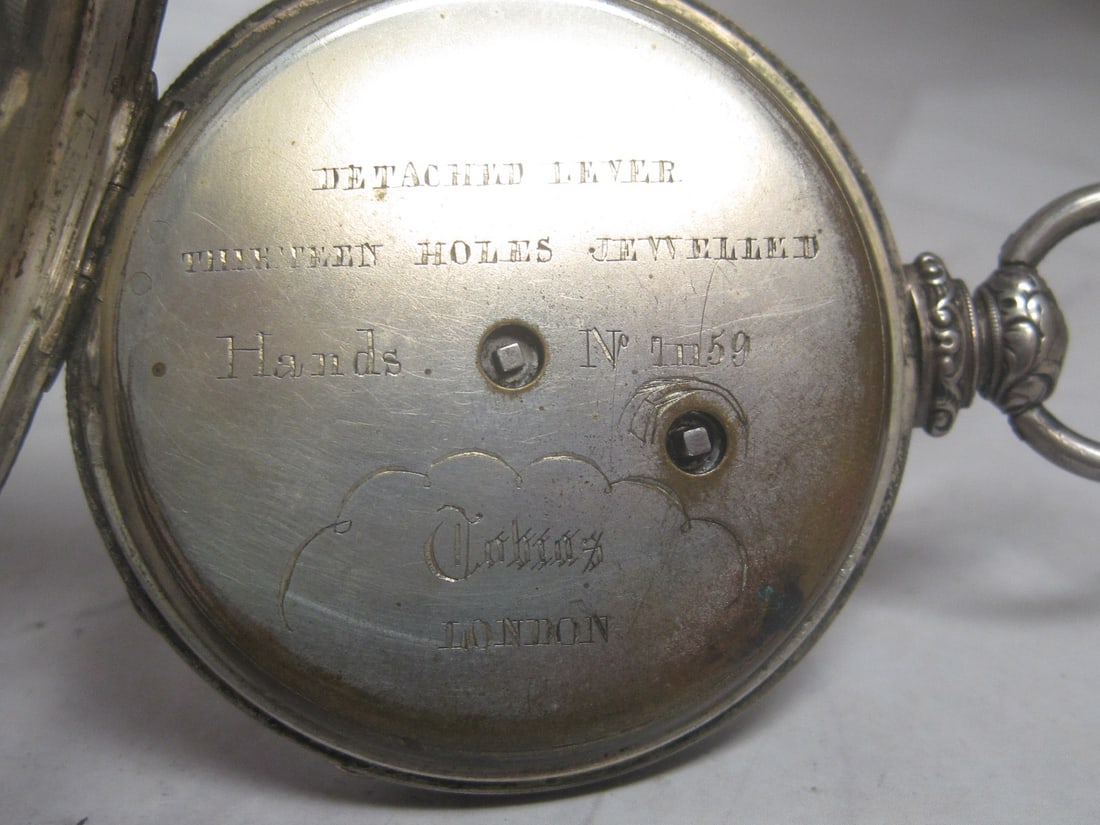 DETACHED LEVER
THIRTEEN HOLES JEWELLED
Hands Nº
Tobias
LONDON